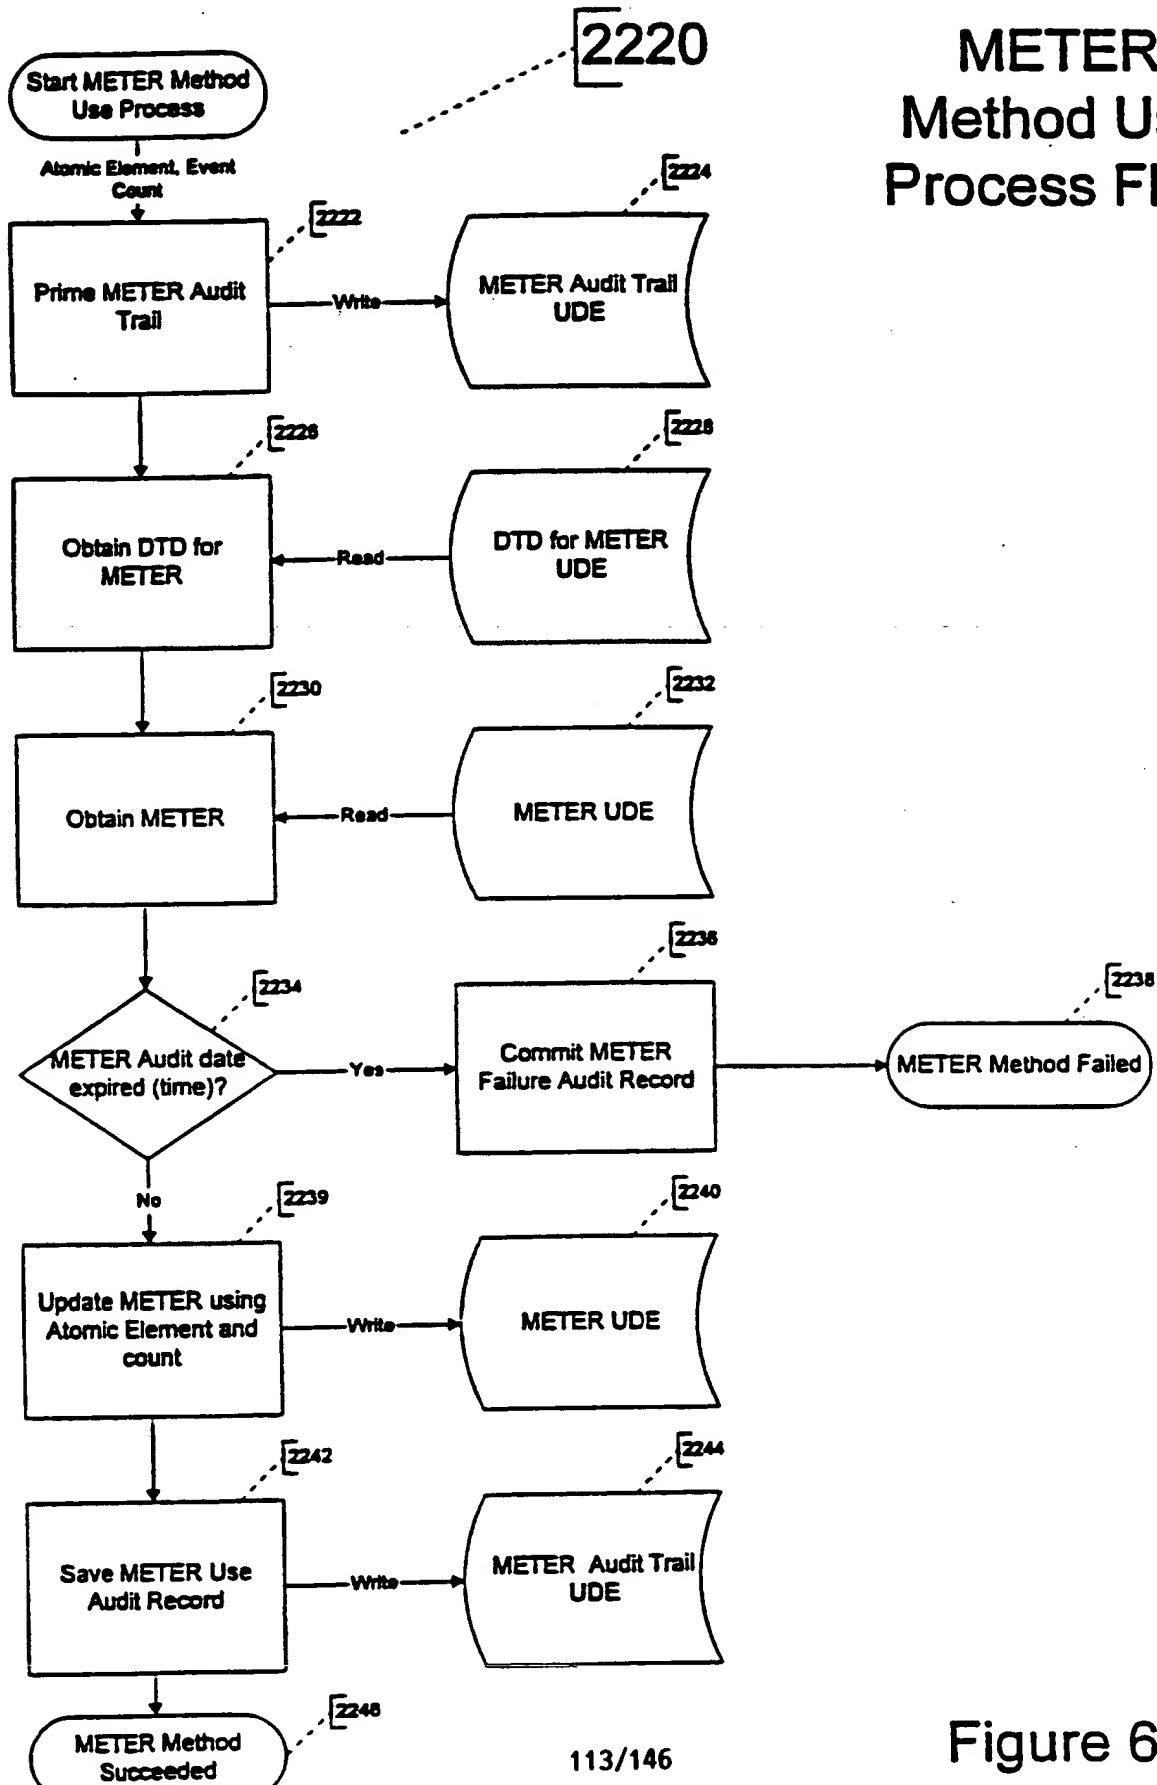 2220
METER
Method Us
Process Fl
Start METER Method
Use Process
Atomic Element, Event
Count
2222
2224
Prime METER Audit
Trail
Write
METER Audit Trail
UDE
2226
2228
Obtain DTD for
METER
Read
DTD for METER
UDE
2230
2232
Obtain METER
Read
METER UDE
2234
2236
2238
METER Audit date
expired (time)?
Yes
Commit METER
Failure Audit Record
METER Method Failed
No
2239
2240
Update METER using
Atomic Element and
count
Write
METER UDE
2242
2244
Save METER Use
Audit Record
Write
METER Audit Trail
UDE
2246
METER Method
Succeeded
113/146
Figure 6